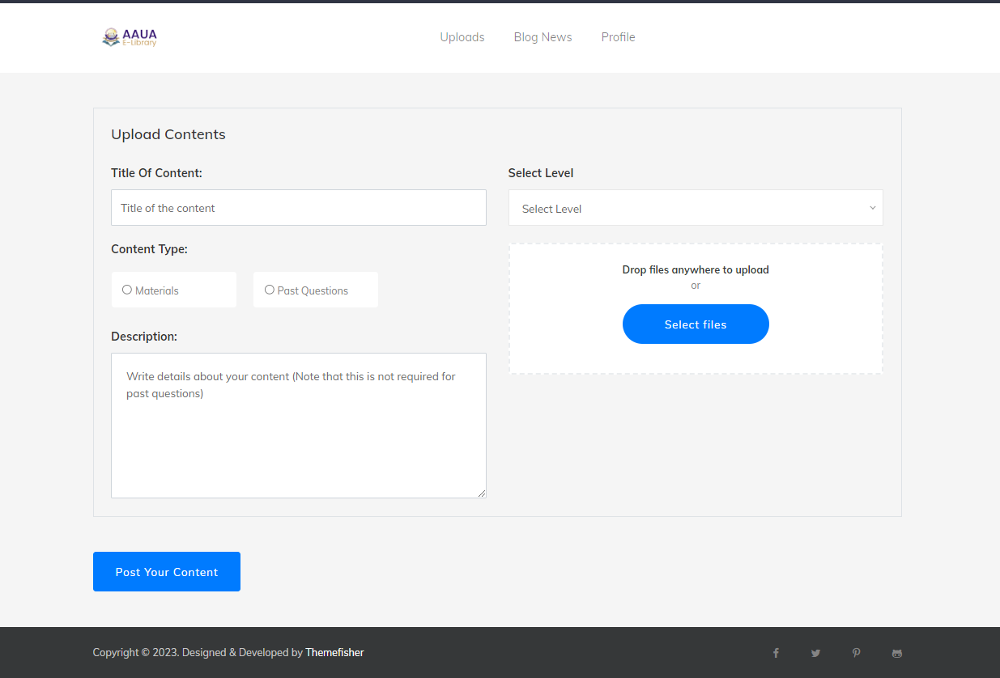 AAUA
E-Library
Uploads
Blog News
Profile
Upload Contents
Title Of Content:
Title of the content
Content Type:
Materials
Past Questions
Description:
Write details about your content (Note that this is not required for
past questions)
Select Level
Select Level
Drop files anywhere to upload
or
Select files
Post Your Content
Copyright © 2023. Designed & Developed by Themefisher